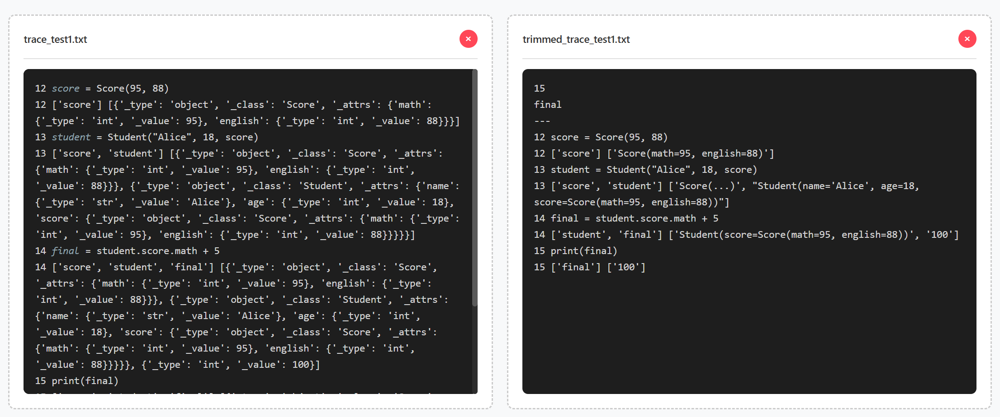 trace_test1.txt
12 score = Score(95, 88)
12 ['score'] [{'_type': 'object', '_class': 'Score', '_attrs': {'math':
{'_type': 'int', '_value': 95}, 'english': {'_type': 'int', '_value': 88}}}]
13 student = Student("Alice", 18, score)
13 ['score', 'student'] [{'_type': 'object', '_class': 'Score', '_attrs':
{'math': {'_type': 'int', '_value': 95}, 'english': {'_type': 'int',
'_value': 88}}}, {'_type': 'object', '_class': 'Student', '_attrs': {'name':
{'_type': 'str', '_value': 'Alice'}, 'age': {'_type': 'int', '_value': 18},
'score': {'_type': 'object', '_class': 'Score', '_attrs': {'math': {'_type':
'int', '_value': 95}, 'english': {'_type': 'int', '_value': 88}}}}}]
14 final = student.score.math + 5
14 ['score', 'student', 'final'] [{'_type': 'object', '_class': 'Score',
'_attrs': {'math': {'_type': 'int', '_value': 95}, 'english': {'_type':
'int', '_value': 88}}}, {'_type': 'object', '_class': 'Student', '_attrs':
{'name': {'_type': 'str', '_value': 'Alice'}, 'age': {'_type': 'int',
'_value': 18}, 'score': {'_type': 'object', '_class': 'Score', '_attrs':
{'math': {'_type': 'int', '_value': 95}, 'english': {'_type': 'int',
'_value': 88}}}}}, {'_type': 'int', '_value': 100}]
15 print(final)
trimmed_trace_test1.txt
15
final
---
12 score = Score(95, 88)
12 ['score'] ['Score(math=95, english=88)']
13 student = Student("Alice", 18, score)
13 ['score', 'student'] ['Score(...)', "Student(name='Alice', age=18,
score=Score(math=95, english=88))"]
14 final = student.score.math + 5
14 ['student', 'final'] ['Student(score=Score(math=95, english=88))', '100']
15 print(final)
15 ['final'] ['100']